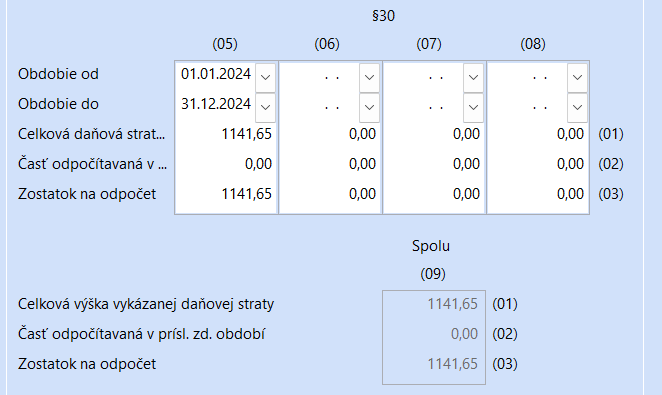 §30
(05) (06) (07) (08)
Obdobie od 01.01.2024 . . . . . .
Obdobie do 31.12.2024 . . . . . .
Celková daňová strat... 1141,65 0,00 0,00 0,00 (01)
Časť odpočítavaná v ... 0,00 0,00 0,00 0,00 (02)
Zostatok na odpočet 1141,65 0,00 0,00 0,00 (03)
Spolu
(09)
Celková výška vykázanej daňovej straty 1141,65 (01)
Časť odpočítavaná v prísl. zd. období 0,00 (02)
Zostatok na odpočet 1141,65 (03)